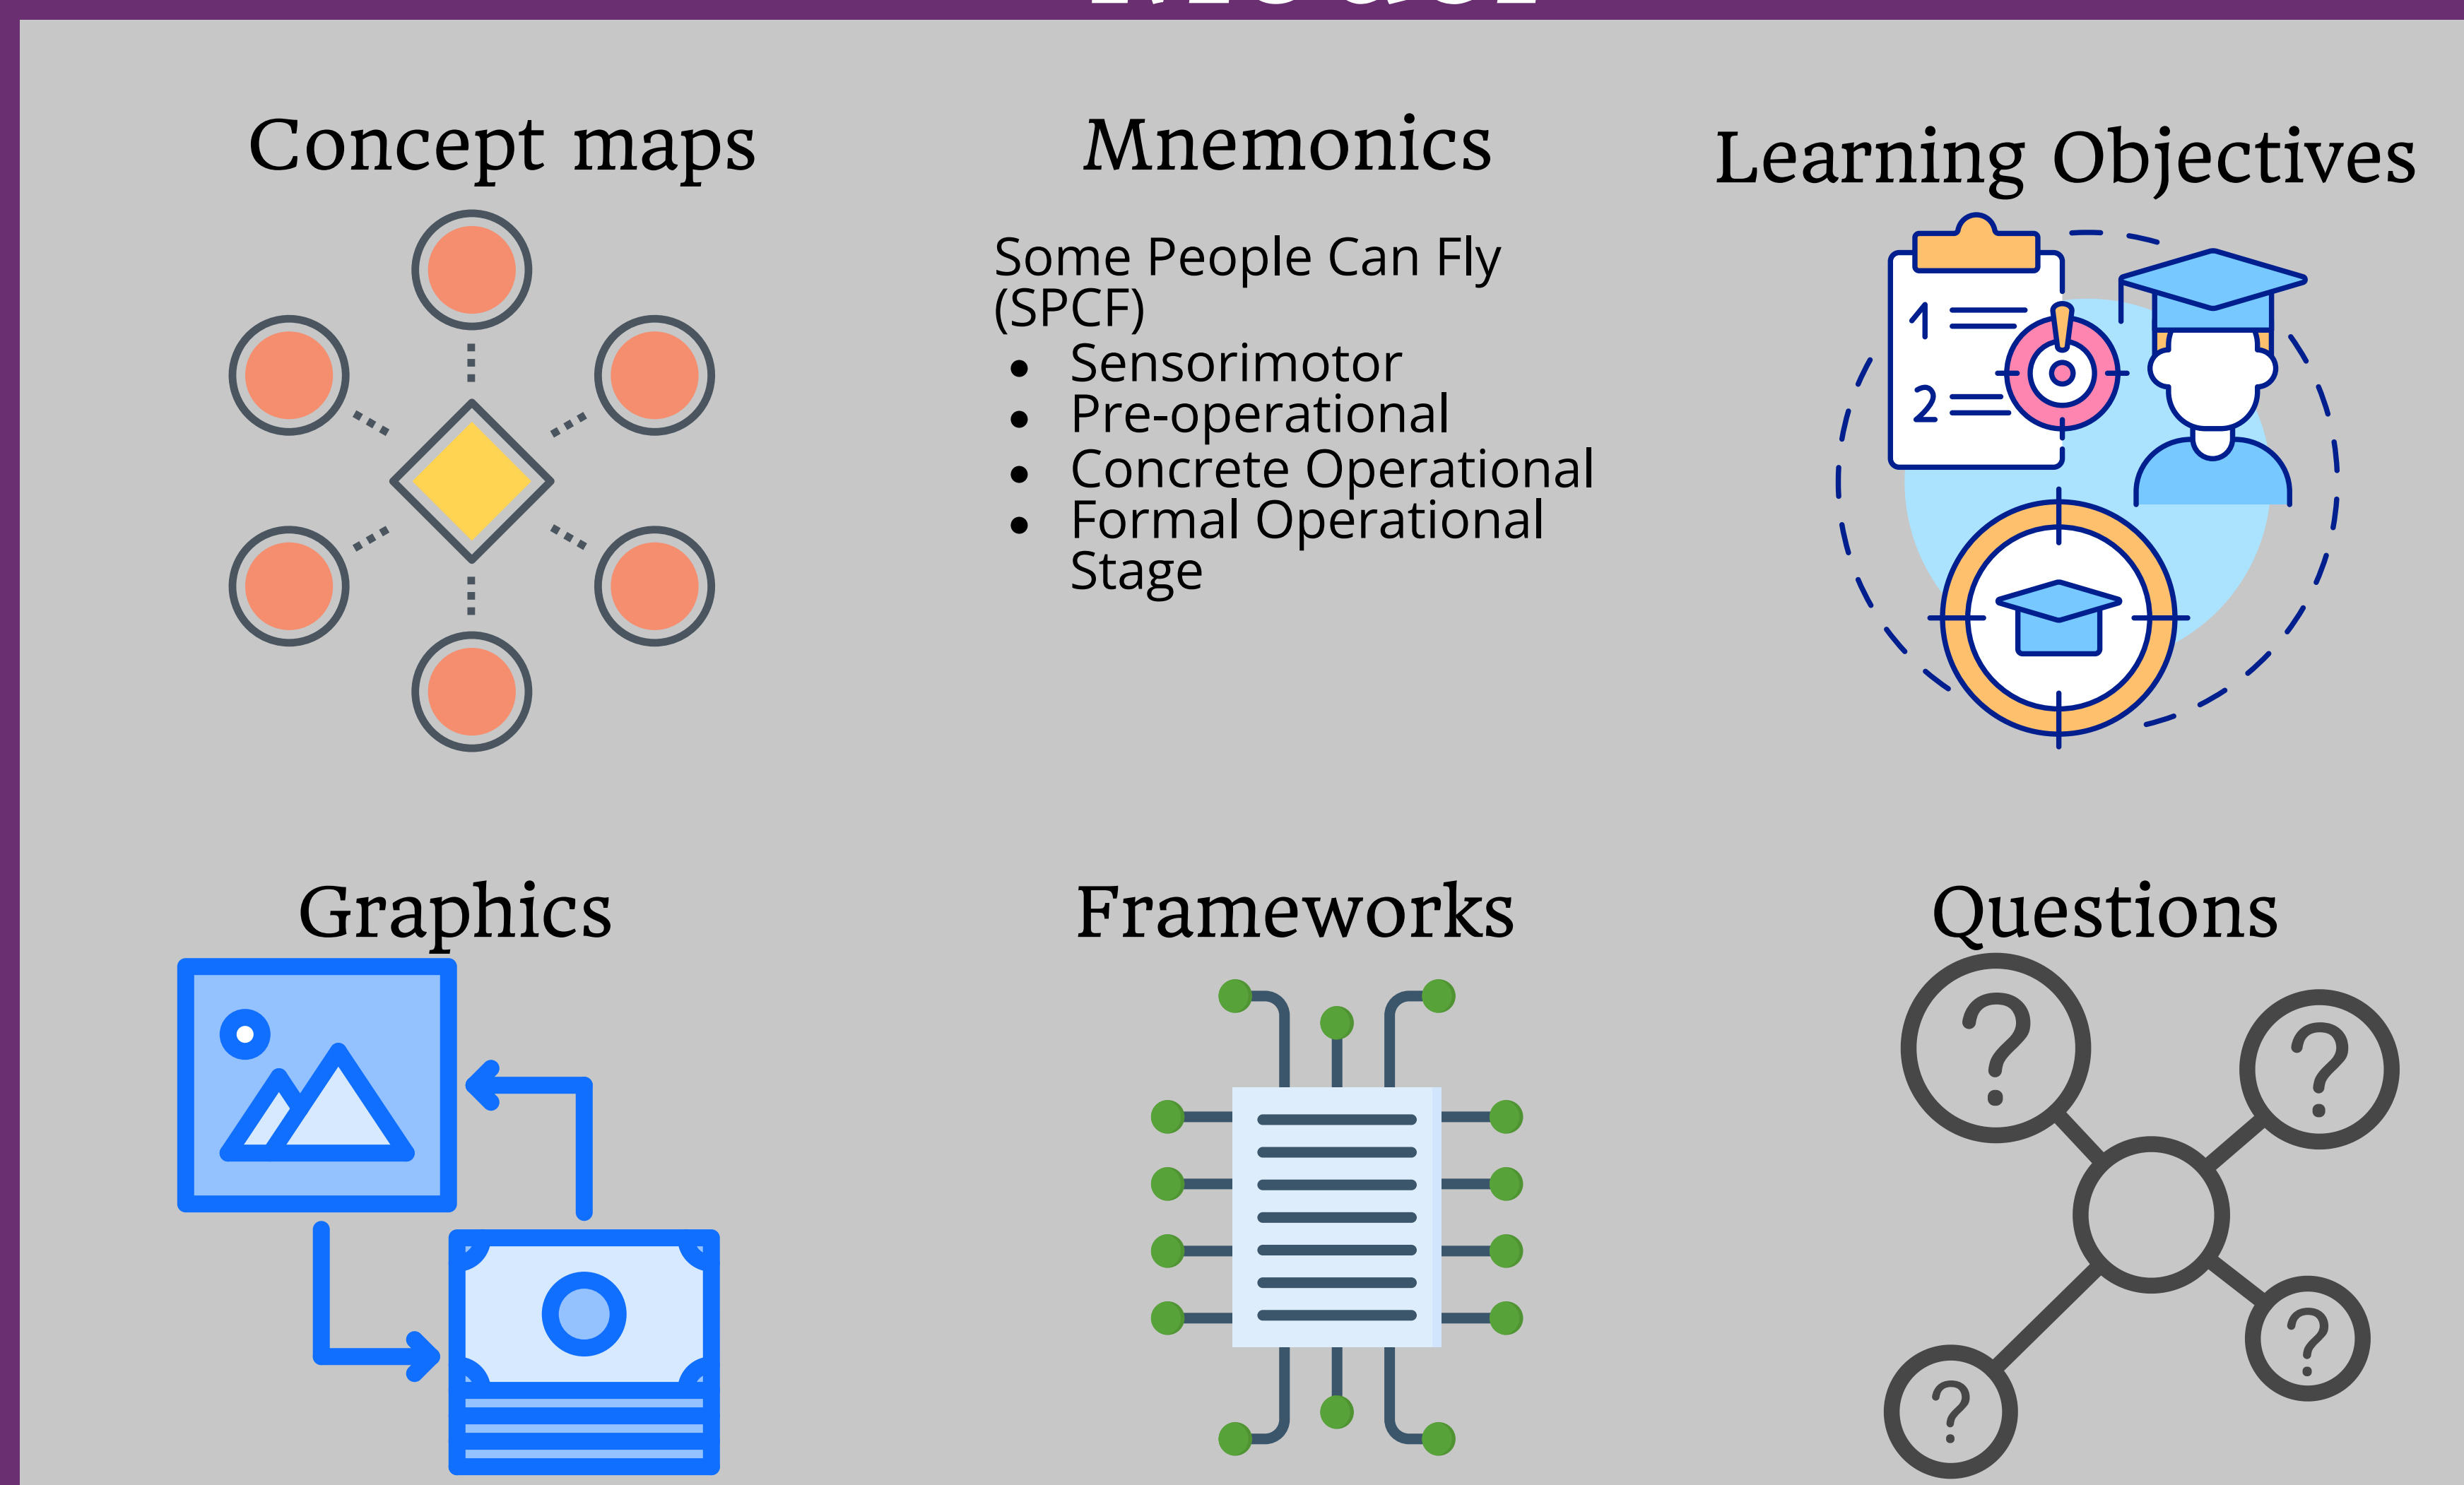 Concept maps
Mnemonics
Some People Can Fly
(SPCF)
• Sensorimotor
• Pre-operational
• Concrete Operational
• Formal Operational
Stage
Learning Objectives
1
2
Graphics
Frameworks
Questions
?
?
?
?